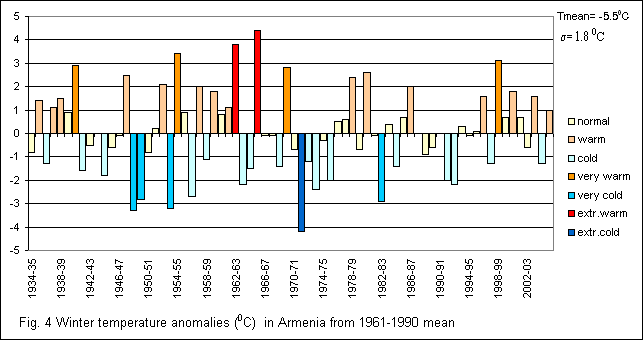 Tmean= -5.5⁰C
σ= 1.8 ⁰C
5
4
3
2
1
0
-1
-2
-3
-4
-5
normal
warm
cold
very warm
very cold
extr.warm
extr.cold
1934-35
1938-39
1942-43
1946-47
1950-51
1954-55
1958-59
1962-63
1966-67
1970-71
1974-75
1978-79
1982-83
1986-87
1990-91
1994-95
1998-99
2002-03
Fig. 4 Winter temperature anomalies (⁰C) in Armenia from 1961-1990 mean